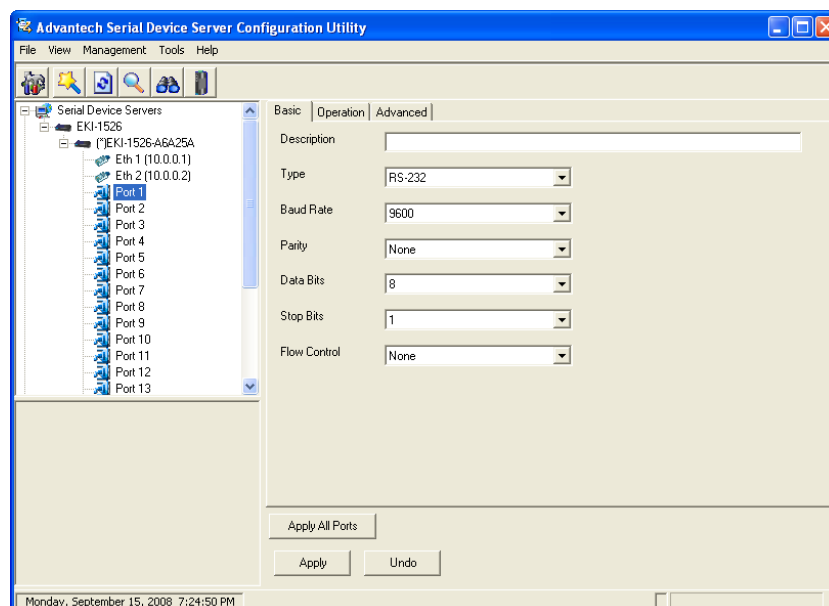 Advantech Serial Device Server Configuration Utility
File View Management Tools Help
Serial Device Servers
EKI-1526
(*)EKI-1526-A6A25A
Eth 1 (10.0.0.1)
Eth 2 (10.0.0.2)
Port 1
Port 2
Port 3
Port 4
Port 5
Port 6
Port 7
Port 8
Port 9
Port 10
Port 11
Port 12
Port 13
Basic Operation Advanced
Description
Type RS-232
Baud Rate 9600
Parity None
Data Bits 8
Stop Bits 1
Flow Control None
Apply All Ports
Apply Undo
Monday, September 15, 2008 7:24:50 PM